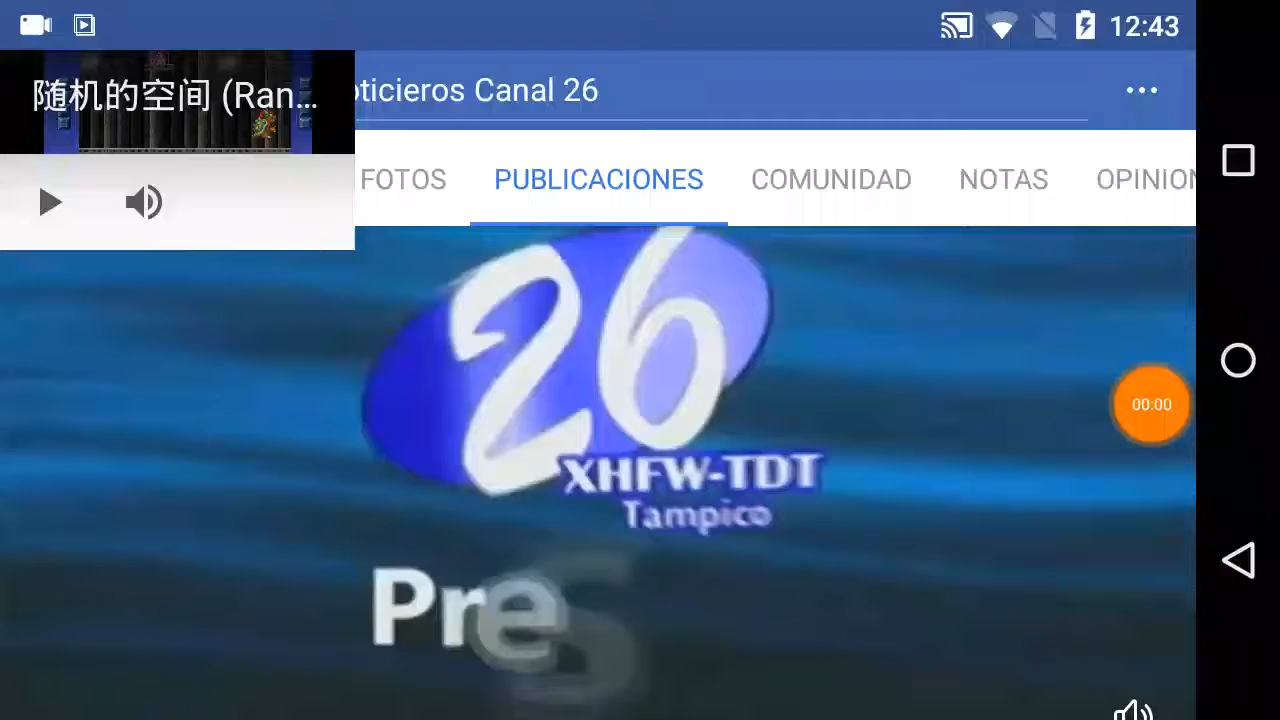 12:43
随机的空间 (Ran...
oticieros Canal 26
FOTOS
PUBLICACIONES
COMUNIDAD
NOTAS
OPINION
26
XHFW-TDT
Tampico
00:00
PreS